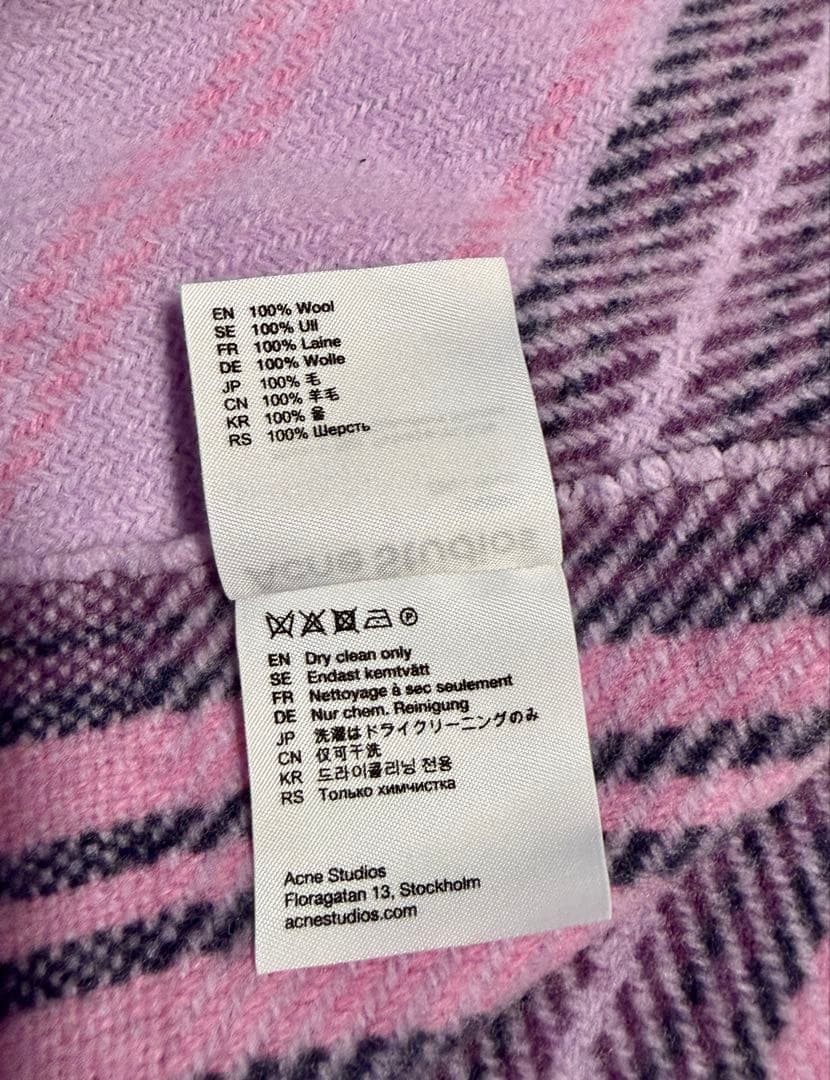 EN 100% Wool
SE 100% Ull
FR 100% Laine
DE 100% Wolle
JP 100% 毛
CN 100% 羊毛
KR 100% 울
RS 100% Шерсть
EN Dry clean only
SE Endast kemtvätt
FR Nettoyage à sec seulement
DE Nur chem. Reinigung
JP 洗濯はドライクリーニングのみ
CN 仅可干洗
KR 드라이클리닝 전용
RS Только химчистка
Acne Studios
Floragatan 13, Stockholm
acnestudios.com